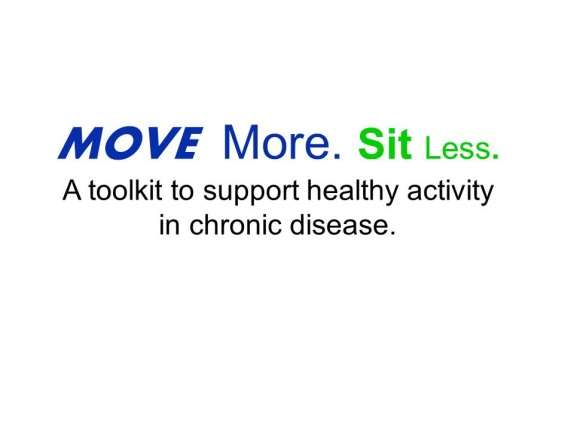 MOVE More. Sit Less.
A toolkit to support healthy activity
in chronic disease.